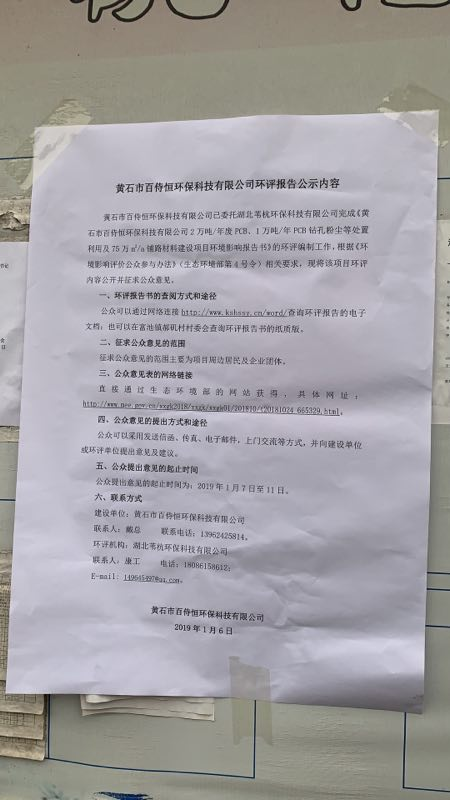 黄石市百侍恒环保科技有限公司环评报告公示内容
黄石市百侍恒环保科技有限公司已委托湖北苇杭环保科技有限公司完成《黄
石市百侍恒环保科技有限公司2万吨/年废PCB、1万吨/年PCB钻孔粉尘等处置
利用及75万㎡/a铺路材料建设项目环境影响报告书》的环评编制工作，根据《环
境影响评价公众参与办法》（生态环境部第4号令）相关要求，现将该项目环评
内容公开并征求公众意见。
一、环评报告书的查阅方式和途径
公众可以通过网络连接http://www.kshssy.cn/word/查询环评报告的电子
文档；也可以在富池镇郝矶村村委会查询环评报告书的纸质版。
二、征求公众意见的范围
征求公众意见的范围主要为项目周边居民及企业团体。
三、公众意见表的网络链接
直接通过生态环境部的网站获得，具体网址：
http://www.mee.gov.cn/xxgk2018/xxgk/xxgk01/201810/t20181024_665329.html。
四、公众意见的提出方式和途径
公众可以采用发送信函、传真、电子邮件，上门交流等方式，并向建设单位
或环评单位提出意见及建议。
五、公众提出意见的起止时间
公众提出意见的起止时间为：2019年1月7日至11日。
六、联系方式
建设单位：黄石市百侍恒环保科技有限公司
联系人：戴总 联系电话：13962425814。
环评机构：湖北苇杭环保科技有限公司
联系人：康工 电话：18086158612；
E-mail：149645497@qq.com。
黄石市百侍恒环保科技有限公司
2019年1月6日